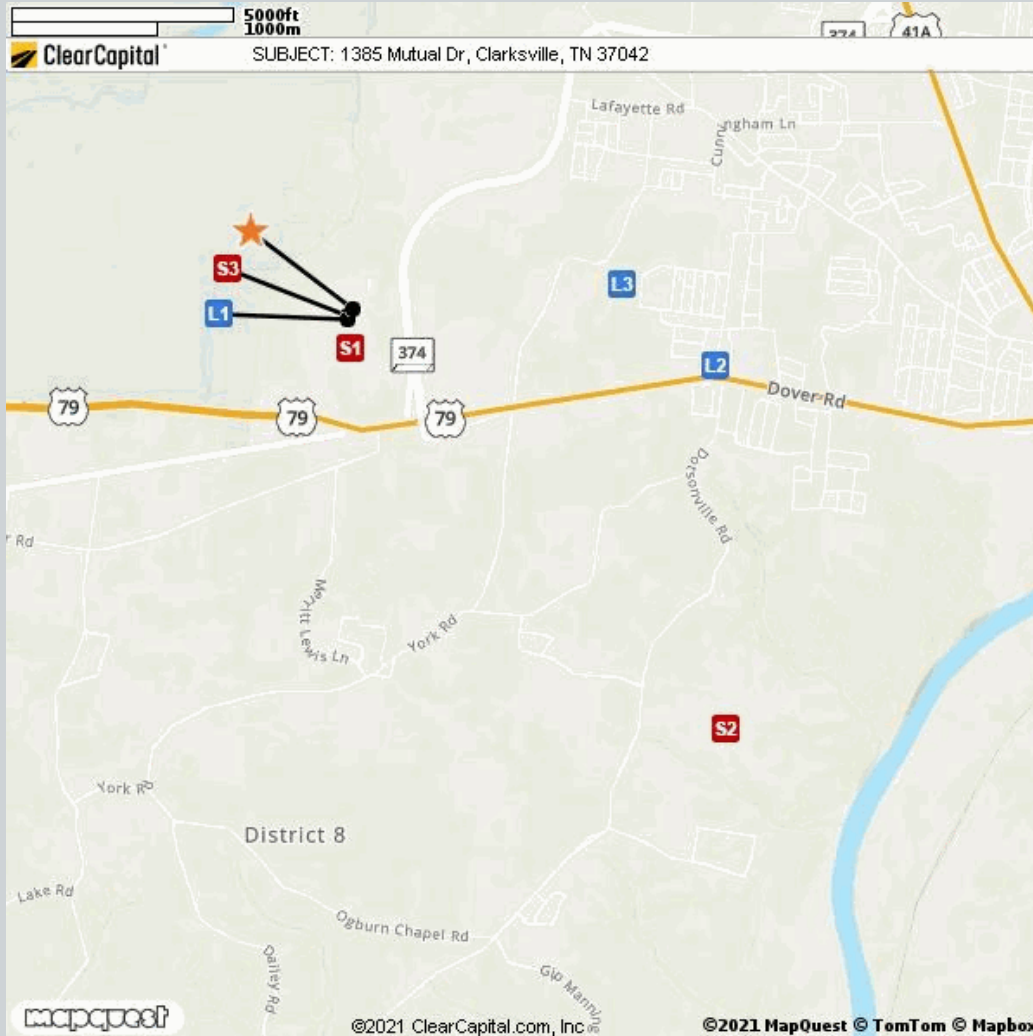 5000ft
1000m
374
41A
ClearCapital
SUBJECT: 1385 Mutual Dr, Clarksville, TN 37042
Lafayette Rd
ngham Ln
Cunn
S3
L3
L1
S1
374
L2
79
79
79
Dover Rd
Dotsonville Rd
r Rd
Merritt Lewis Ln
York Rd
S2
York Rd
District 8
Lake Rd
Ogburn Chapel Rd
Dailey Rd
Gip Manning
mapquest
©2021 ClearCapital.com, Inc
©2021 MapQuest © TomTom © Mapbo